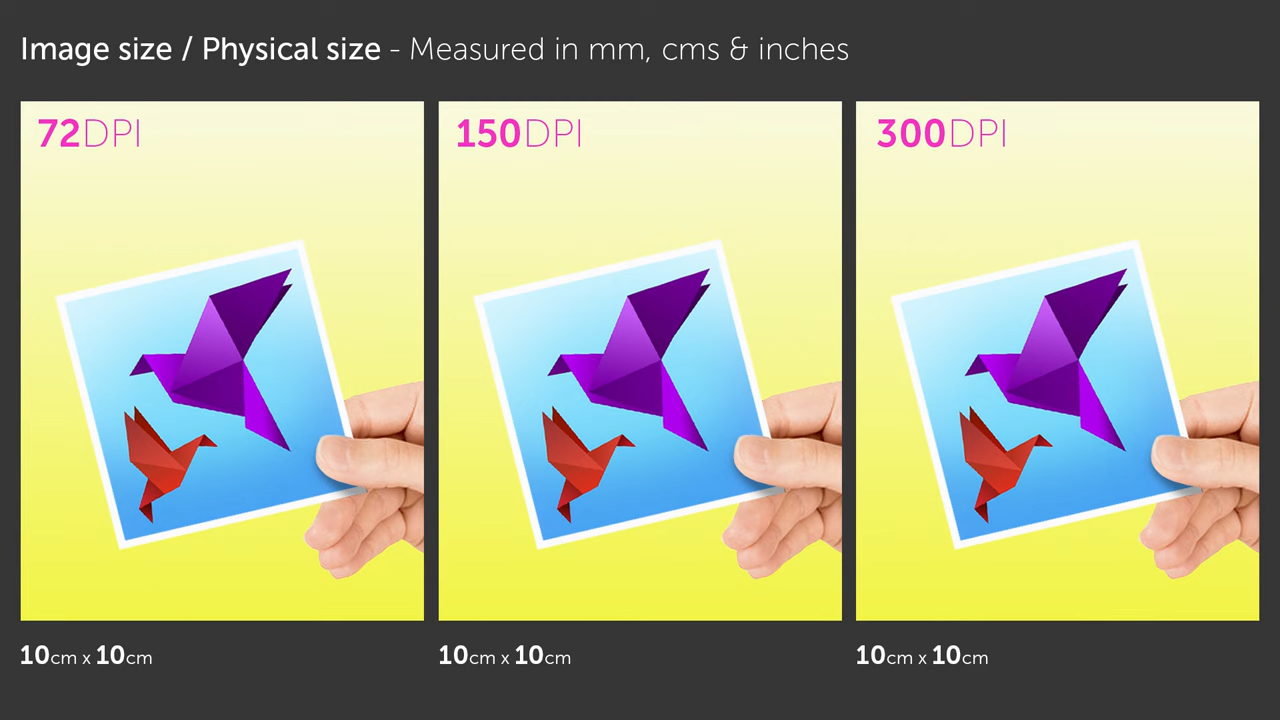 Image size / Physical size - Measured in mm, cms & inches
72DPI
150DPI
300DPI
10cm x 10cm
10cm x 10cm
10cm x 10cm